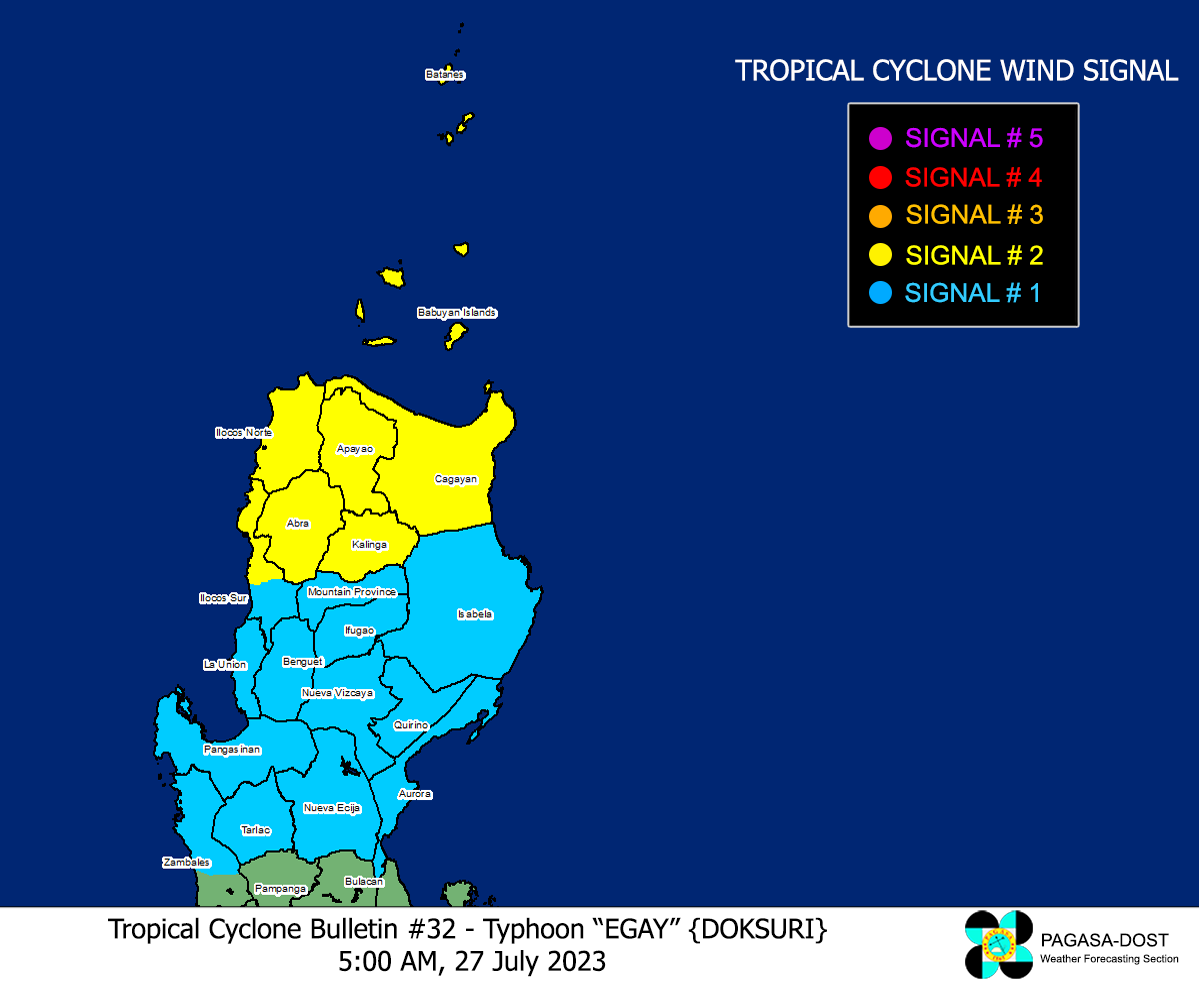 TROPICAL CYCLONE WIND SIGNAL
SIGNAL # 5
SIGNAL # 4
SIGNAL # 3
SIGNAL # 2
SIGNAL # 1
Batanes
Babuyan Islands
Ilocos Norte
Apayao
Cagayan
Abra
Kalinga
Mountain Province
Ilocos Sur
Isabela
Ifugao
La Union
Benguet
Nueva Vizcaya
Quirino
Pangasinan
Aurora
Nueva Ecija
Tarlac
Zambales
Bulacan
Pampanga
Tropical Cyclone Bulletin #32 - Typhoon “EGAY” {DOKSURI}
5:00 AM, 27 July 2023
PAGASA-DOST
Weather Forecasting Section